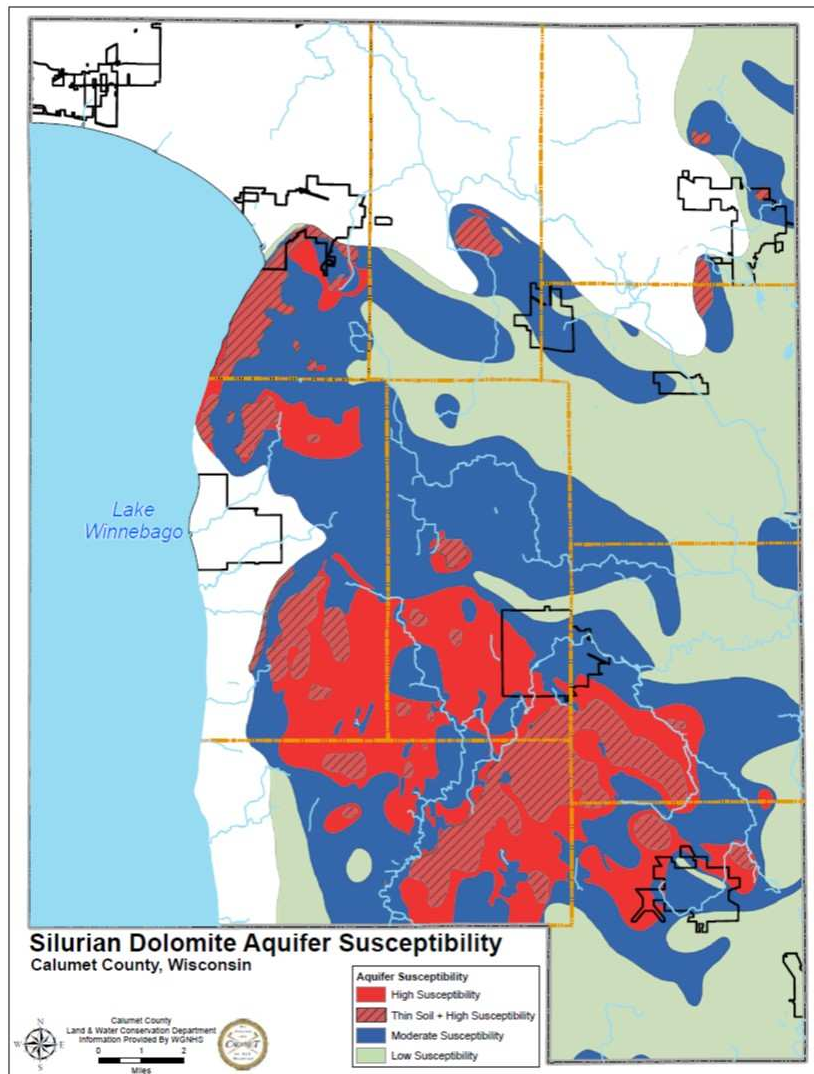 Lake
Winnebago
Silurian Dolomite Aquifer Susceptibility
Calumet County, Wisconsin
Calumet County
Land & Water Conservation Department
Information Provided By WGNHS
0 1 2
Miles
N
W E
S
CALUMET
Aquifer Susceptibility
High Susceptibility
Thin Soil + High Susceptibility
Moderate Susceptibility
Low Susceptibility